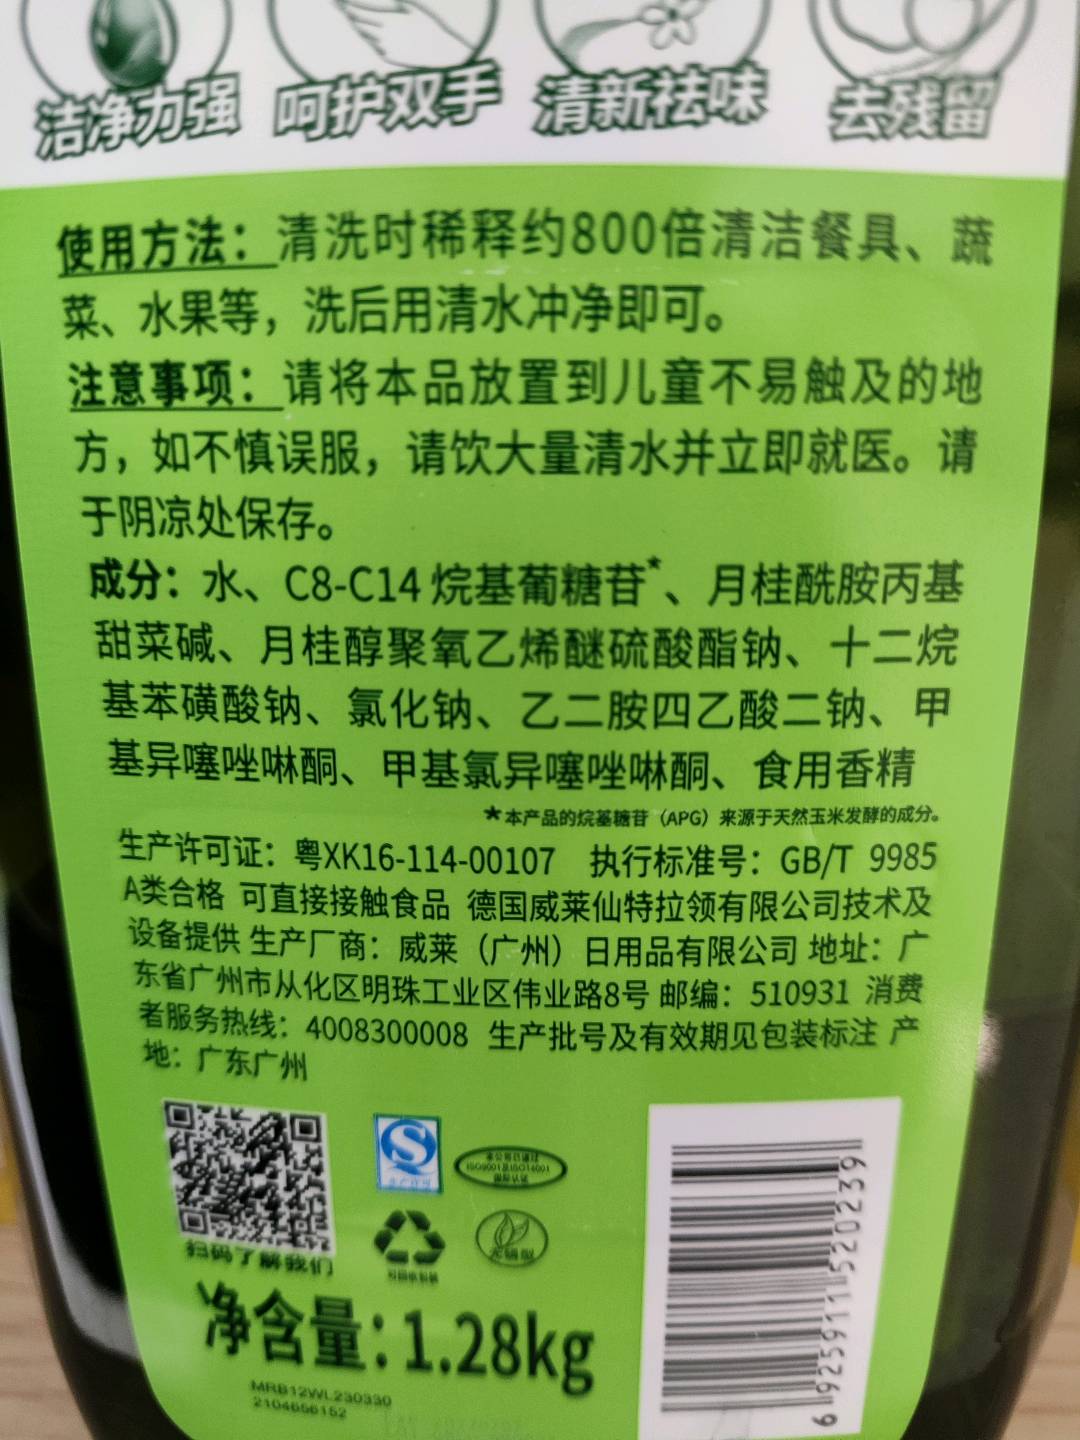 洁净力强 呵护双手 清新祛味 去残留
使用方法：清洗时稀释约800倍清洁餐具、蔬
菜、水果等，洗后用清水冲净即可。
注意事项：请将本品放置到儿童不易触及的地
方，如不慎误服，请饮大量清水并立即就医。请
于阴凉处保存。
成分：水、C8-C14 烷基葡糖苷*、月桂酰胺丙基
甜菜碱、月桂醇聚氧乙烯醚硫酸酯钠、十二烷
基苯磺酸钠、氯化钠、乙二胺四乙酸二钠、甲
基异噻唑啉酮、甲基氯异噻唑啉酮、食用香精
*本产品的烷基糖苷（APG）来源于天然玉米发酵的成分。
生产许可证：粤XK16-114-00107 执行标准号：GB/T 9985
A类合格 可直接接触食品 德国威莱仙特拉领有限公司技术及
设备提供 生产厂商：威莱（广州）日用品有限公司 地址：广
东省广州市从化区明珠工业区伟业路8号 邮编：510931 消费
者服务热线：4008300008 生产批号及有效期见包装标注 产
地：广东广州
扫码了解我们
净含量：1.28kg
MRB12WL230330
2104656152
6925911520239